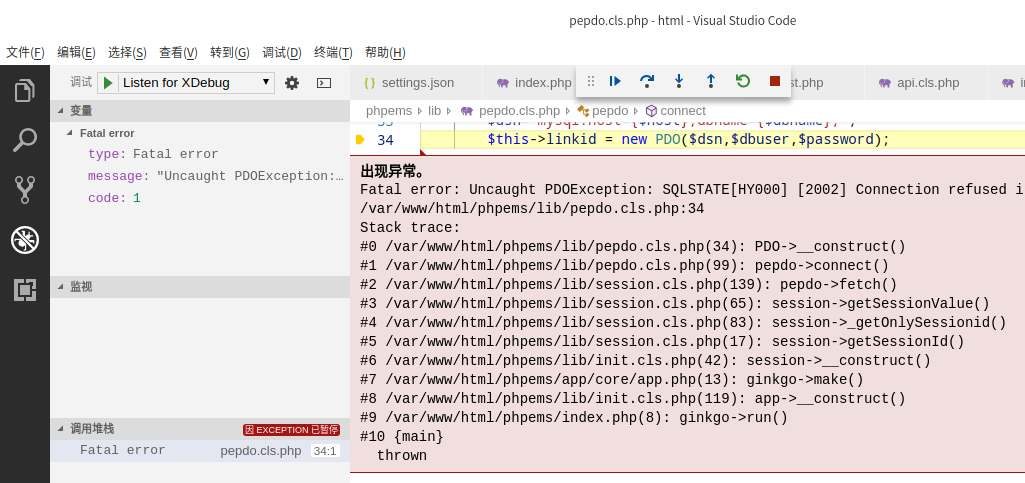 pepdo.cls.php - html - Visual Studio Code
文件(F) 编辑(E) 选择(S) 查看(V) 转到(G) 调试(D) 终端(T) 帮助(H)
调试 Listen for XDebug
{ } settings.json index.php st.php api.cls.php
变量
Fatal error
type: Fatal error
message: "Uncaught PDOException:…
code: 1
监视
调用堆栈 因 EXCEPTION 已暂停
Fatal error pepdo.cls.php 34:1
phpems lib pepdo.cls.php pepdo connect
33 $dsn="mysql:host={$host};dbname={$dbname};";
34 $this->linkid = new PDO($dsn,$dbuser,$password);
出现异常。
Fatal error: Uncaught PDOException: SQLSTATE[HY000] [2002] Connection refused i
/var/www/html/phpems/lib/pepdo.cls.php:34
Stack trace:
#0 /var/www/html/phpems/lib/pepdo.cls.php(34): PDO->__construct()
#1 /var/www/html/phpems/lib/pepdo.cls.php(99): pepdo->connect()
#2 /var/www/html/phpems/lib/session.cls.php(139): pepdo->fetch()
#3 /var/www/html/phpems/lib/session.cls.php(65): session->getSessionValue()
#4 /var/www/html/phpems/lib/session.cls.php(83): session->_getOnlySessionid()
#5 /var/www/html/phpems/lib/session.cls.php(17): session->getSessionId()
#6 /var/www/html/phpems/lib/init.cls.php(42): session->__construct()
#7 /var/www/html/phpems/app/core/app.php(13): ginkgo->make()
#8 /var/www/html/phpems/lib/init.cls.php(119): app->__construct()
#9 /var/www/html/phpems/index.php(8): ginkgo->run()
#10 {main}
thrown